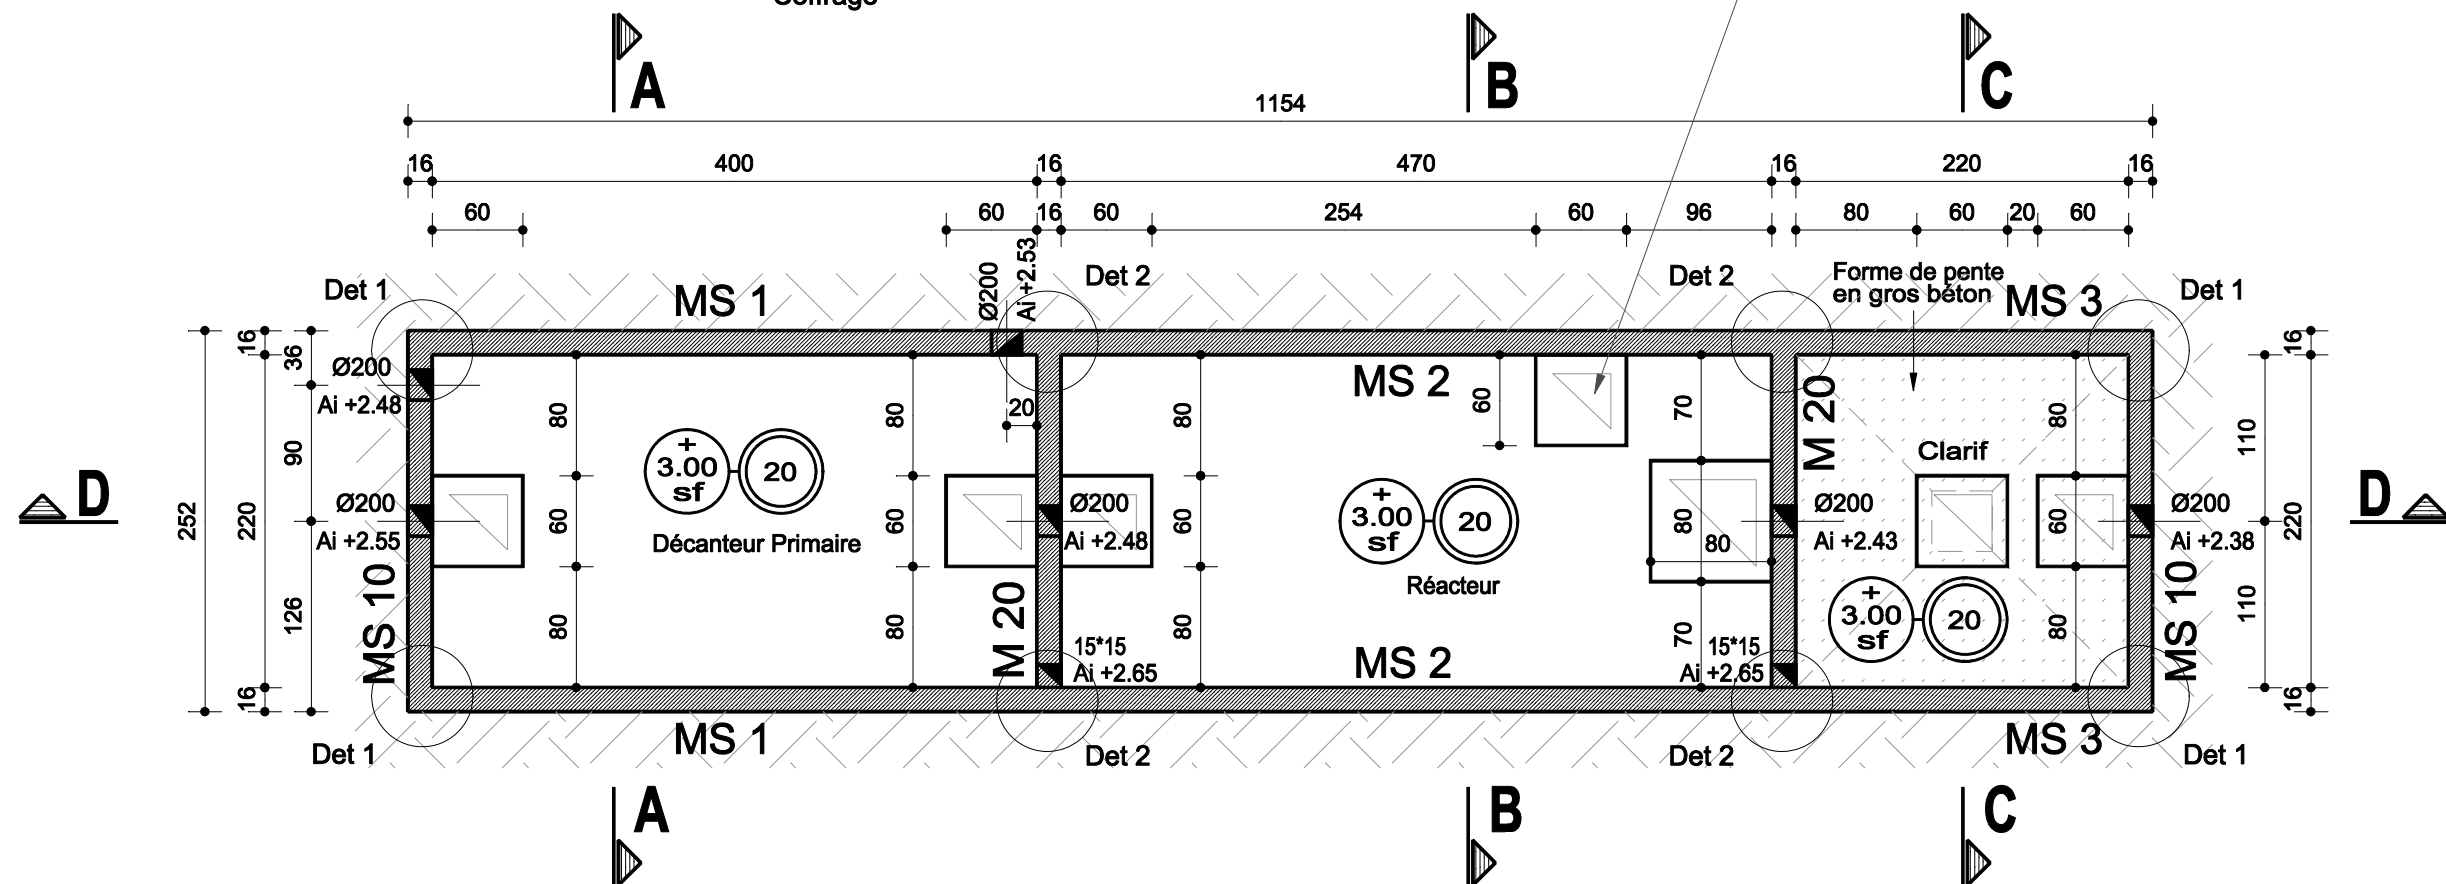 A
B
C
1154
16 400 16 470 16 220 16
60 60 16 60 254 60 96 80 60 20 60
Ø200
Ai +2.53
Det 1
MS 1
Det 2
Det 2
Forme de pente
en gros béton
MS 3
Det 1
16
36
16
Ø200
Ai +2.48
80
80
20
80
MS 2
60
70
M 20
80
110
90
+
3.00
sf
20
Clarif
D
252
220
Ø200
Ai +2.55
60
Décanteur Primaire
60
Ø200
Ai +2.48
60
+
3.00
sf
20
Réacteur
80
80
Ø200
Ai +2.43
60
Ø200
Ai +2.38
220
D
MS 10
126
80
80
M 20
80
15*15
Ai +2.65
MS 2
70
15*15
Ai +2.65
+
3.00
sf
20
80
MS 10
110
16
16
Det 1
MS 1
Det 2
Det 2
MS 3
Det 1
A
B
C